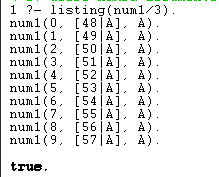 1 ?- listing(num1/3).
num1(0, [48|A], A).
num1(1, [49|A], A).
num1(2, [50|A], A).
num1(3, [51|A], A).
num1(4, [52|A], A).
num1(5, [53|A], A).
num1(6, [54|A], A).
num1(7, [55|A], A).
num1(8, [56|A], A).
num1(9, [57|A], A).
true.